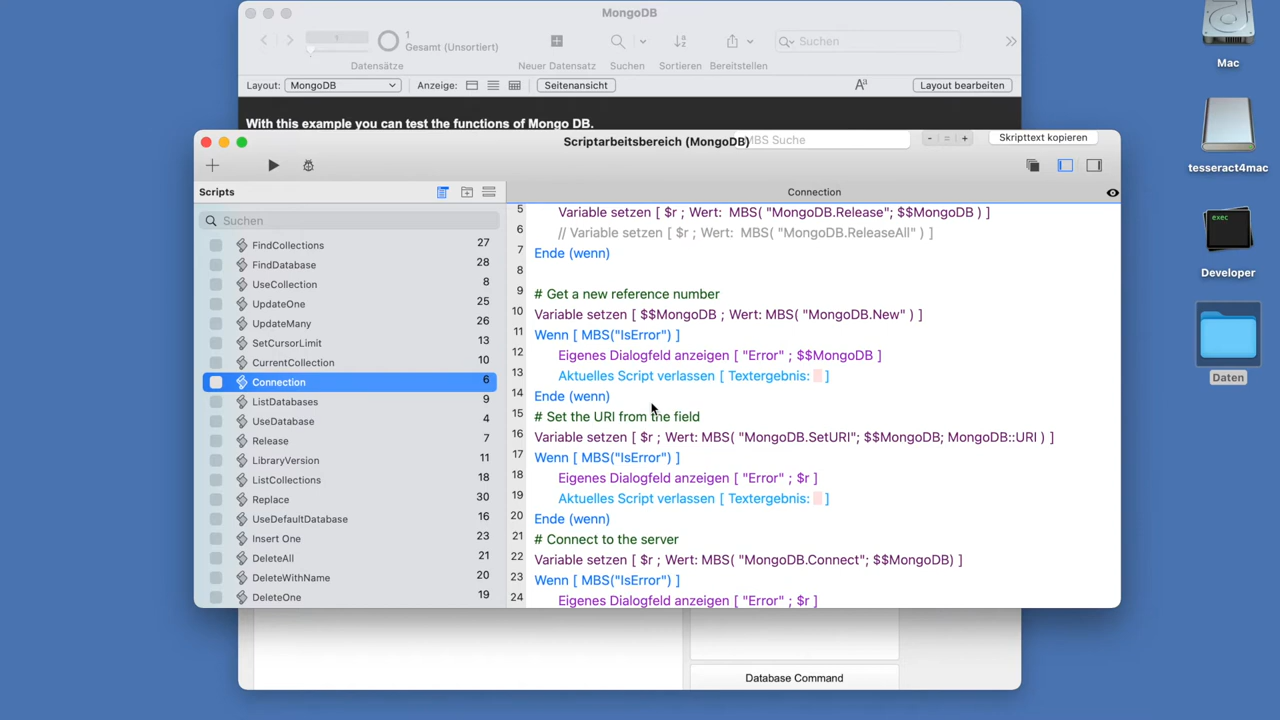 MongoDB
1
1
Gesamt (Unsortiert)
Suchen
Datensätze
Neuer Datensatz
Suchen
Sortieren
Bereitstellen
Layout:
MongoDB
Anzeige:
Seitenansicht
Layout bearbeiten
With this example you can test the functions of Mongo DB.
Scriptarbeitsbereich (MongoDB)
MBS Suche
- = +
Skripttext kopieren
Scripts
Connection
Suchen
FindCollections 27
FindDatabase 28
UseCollection 8
UpdateOne 25
UpdateMany 26
SetCursorLimit 13
CurrentCollection 10
Connection 6
ListDatabases 9
UseDatabase 4
Release 7
LibraryVersion 11
ListCollections 18
Replace 30
UseDefaultDatabase 16
Insert One 23
DeleteAll 21
DeleteWithName 20
DeleteOne 19
5 Variable setzen [ $r ; Wert: MBS( "MongoDB.Release"; $$MongoDB ) ]
6 // Variable setzen [ $r ; Wert: MBS( "MongoDB.ReleaseAll" ) ]
7 Ende (wenn)
8
9 # Get a new reference number
10 Variable setzen [ $$MongoDB ; Wert: MBS( "MongoDB.New" ) ]
11 Wenn [ MBS("IsError") ]
12 Eigenes Dialogfeld anzeigen [ "Error" ; $$MongoDB ]
13 Aktuelles Script verlassen [ Textergebnis: ]
14 Ende (wenn)
15 # Set the URI from the field
16 Variable setzen [ $r ; Wert: MBS( "MongoDB.SetURI"; $$MongoDB; MongoDB::URI ) ]
17 Wenn [ MBS("IsError") ]
18 Eigenes Dialogfeld anzeigen [ "Error" ; $r ]
19 Aktuelles Script verlassen [ Textergebnis: ]
20 Ende (wenn)
21 # Connect to the server
22 Variable setzen [ $r ; Wert: MBS( "MongoDB.Connect"; $$MongoDB) ]
23 Wenn [ MBS("IsError") ]
24 Eigenes Dialogfeld anzeigen [ "Error" ; $r ]
Database Command
Mac
tesseract4mac
exec
Developer
Daten